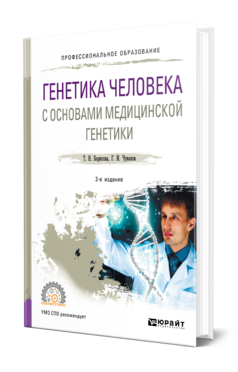 ПРОФЕССИОНАЛЬНОЕ ОБРАЗОВАНИЕ
ГЕНЕТИКА ЧЕЛОВЕКА
С ОСНОВАМИ МЕДИЦИНСКОЙ
ГЕНЕТИКИ
Т. Н. Борисова, Г. И. Чуваков
2-е издание
УМО СПО рекомендует
юрайт